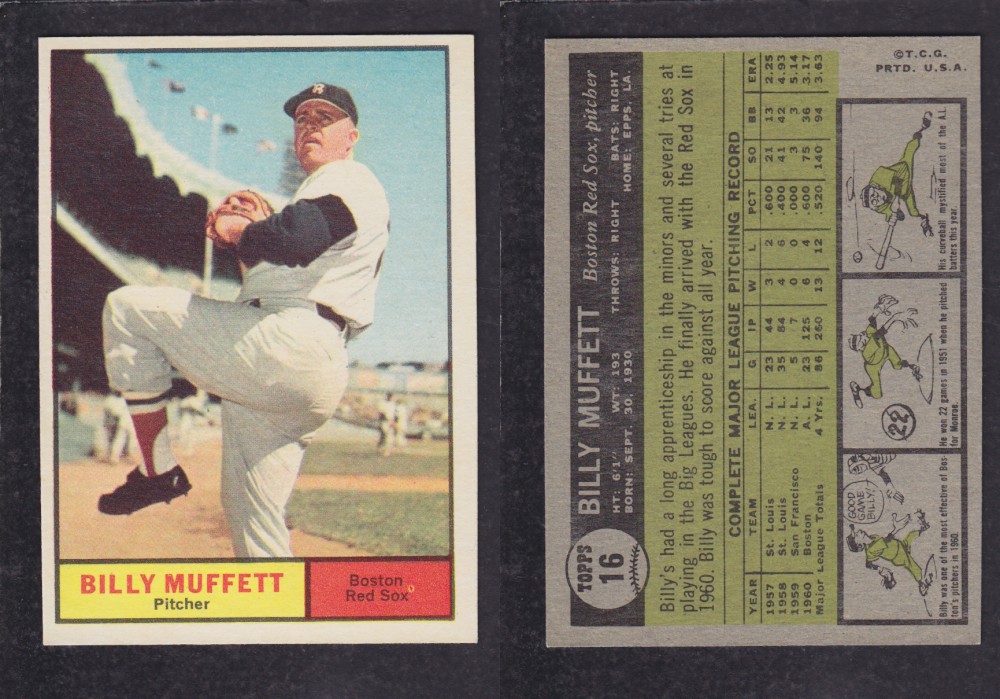 BILLY MUFFETT
Pitcher
Boston
Red Sox
TOPPS
16
BILLY MUFFETT Boston Red Sox, pitcher
HT: 6'1" WT: 193 THROWS: RIGHT BATS: RIGHT
BORN: SEPT. 30, 1930 HOME: EPPS, LA.
Billy's had a long apprenticeship in the minors and several tries at
playing in the Big Leagues. He finally arrived with the Red Sox in
1960. Billy was tough to score against all year.
COMPLETE MAJOR LEAGUE PITCHING RECORD
YEAR TEAM LEA. G IP W L PCT SO BB ERA
1957 St. Louis N. L. 23 44 3 2 .600 21 13 2.25
1958 St. Louis N. L. 35 84 4 6 .400 41 42 4.93
1959 San Francisco N. L. 5 7 0 0 .000 3 3 5.14
1960 Boston A. L. 23 125 6 4 .600 75 36 3.17
Major League Totals 4 Yrs. 86 260 13 12 .520 140 94 3.63
GOOD
GAME
BILLY!
Billy was one of the most effective of Bos-
ton's pitchers in 1960.
22
He won 22 games in 1951 when he pitched
for Monroe.
His curveball mystified most of the A.L.
batters this year.
©T.C.G.
PRTD. U.S.A.